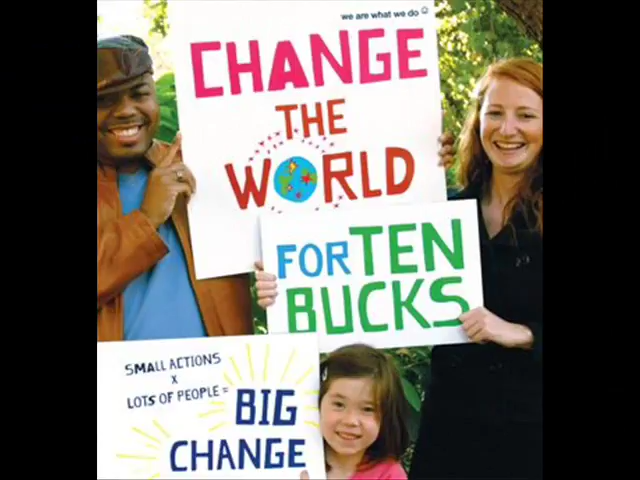 we are what we do ☺
CHANGE
THE
WORLD
FOR TEN
BUCKS
SMALL ACTIONS
X
LOTS OF PEOPLE =
BIG
CHANGE